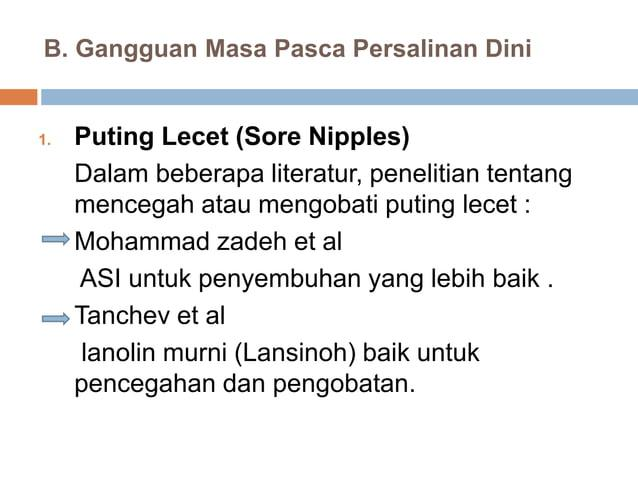 B. Gangguan Masa Pasca Persalinan Dini
1. Puting Lecet (Sore Nipples)
Dalam beberapa literatur, penelitian tentang
mencegah atau mengobati puting lecet :
Mohammad zadeh et al
ASI untuk penyembuhan yang lebih baik .
Tanchev et al
lanolin murni (Lansinoh) baik untuk
pencegahan dan pengobatan.